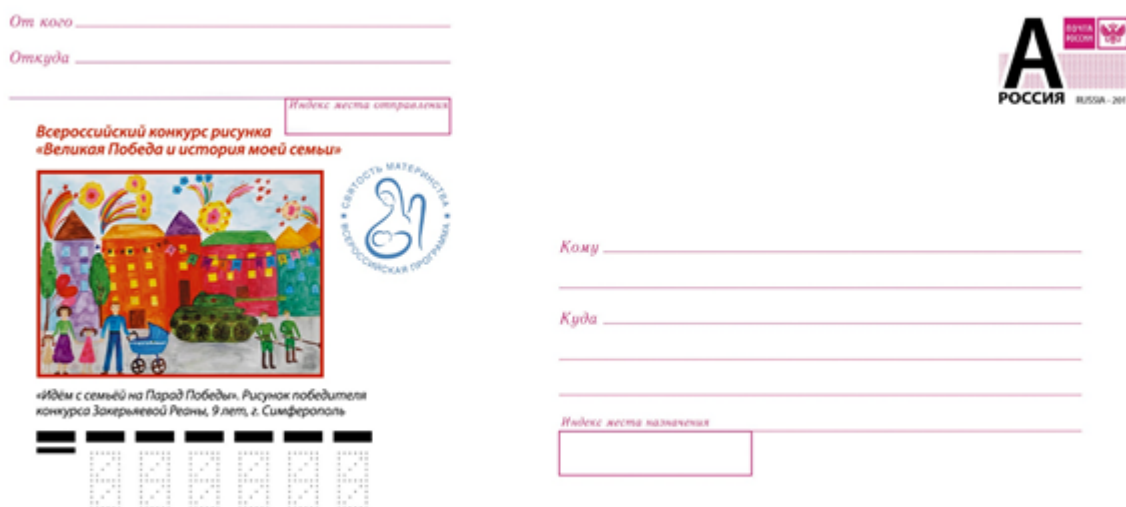 От кого
Откуда
Индекс места отправления
Всероссийский конкурс рисунка
«Великая Победа и история моей семьи»
СВЯТОСТЬ МАТЕРИНСТВА
ВСЕРОССИЙСКАЯ ПРОГРАММА
«Идём с семьёй на Парад Победы». Рисунок победителя
конкурса Закерьяевой Реаны, 9 лет, г. Симферополь
А
ПОЧТА
РОССИИ
РОССИЯ
RUSSIA - 201
Кому
Куда
Индекс места назначения